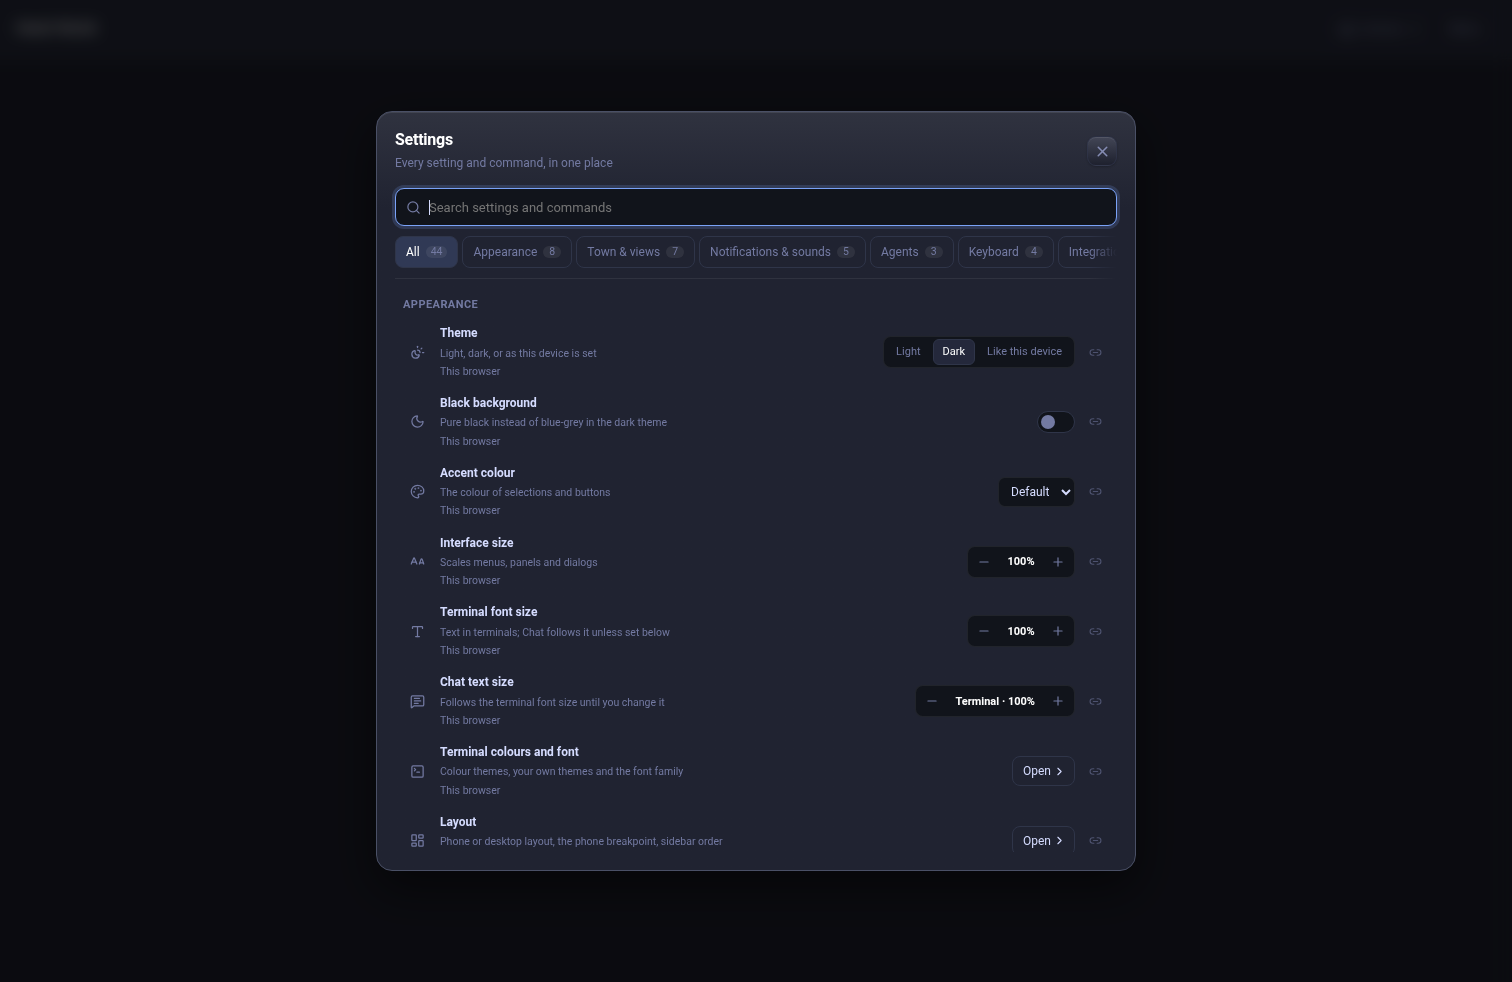 Settings
Every setting and command, in one place
Search settings and commands
All 44 Appearance 8 Town & views 7 Notifications & sounds 5 Agents 3 Keyboard 4
APPEARANCE
Theme
Light, dark, or as this device is set
This browser
Light Dark Like this device
Black background
Pure black instead of blue-grey in the dark theme
This browser
Accent colour
The colour of selections and buttons
This browser
Default
Interface size
Scales menus, panels and dialogs
This browser
100%
Terminal font size
Text in terminals; Chat follows it unless set below
This browser
100%
Chat text size
Follows the terminal font size until you change it
This browser
Terminal · 100%
Terminal colours and font
Colour themes, your own themes and the font family
This browser
Open
Layout
Phone or desktop layout, the phone breakpoint, sidebar order
Open